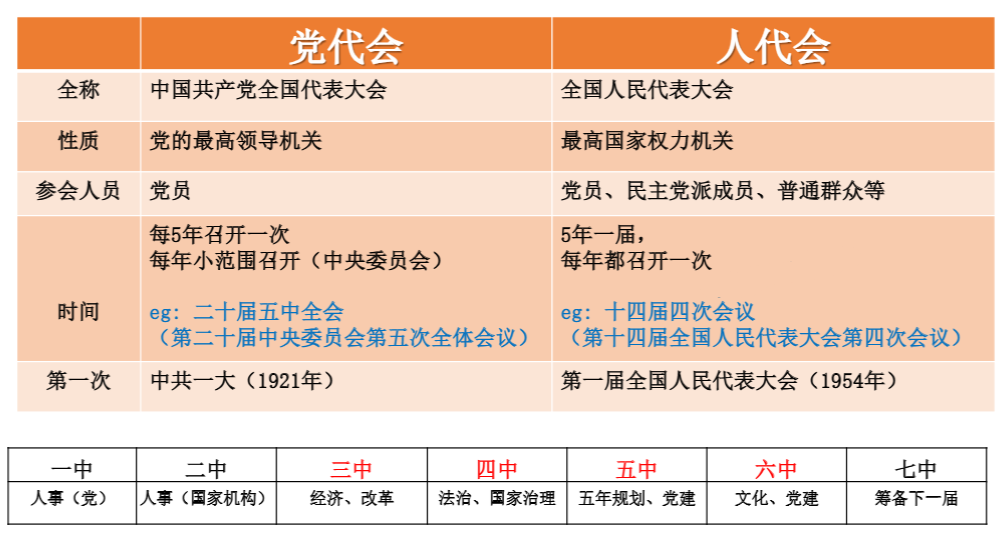 党代会 人代会
全称 中国共产党全国代表大会 全国人民代表大会
性质 党的最高领导机关 最高国家权力机关
参会人员 党员 党员、民主党派成员、普通群众等
时间 每5年召开一次 5年一届，
每年小范围召开（中央委员会） 每年都召开一次
eg: 二十届五中全会 eg: 十四届四次会议
（第二十届中央委员会第五次全体会议） （第十四届全国人民代表大会第四次会议）
第一次 中共一大（1921年） 第一届全国人民代表大会（1954年）
一中 二中 三中 四中 五中 六中 七中
人事（党） 人事（国家机构） 经济、改革 法治、国家治理 五年规划、党建 文化、党建 筹备下一届